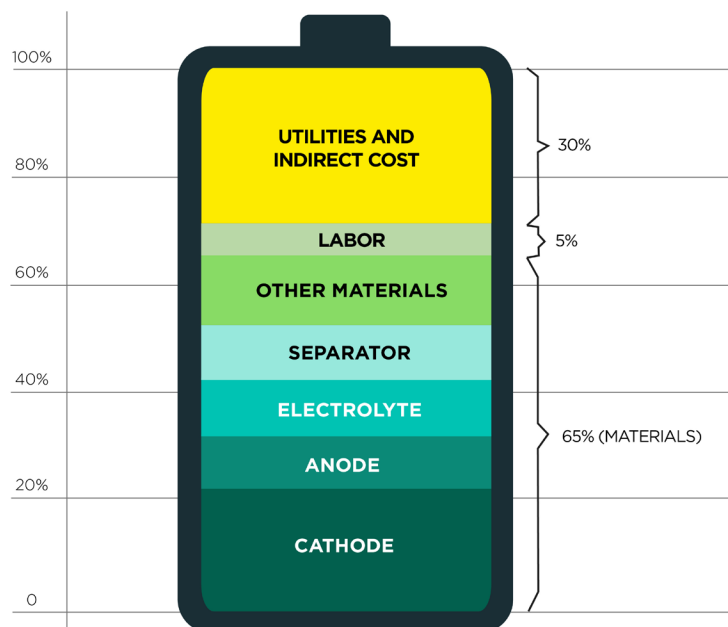 100%
UTILITIES AND
INDIRECT COST
30%
80%
LABOR
5%
60%
OTHER MATERIALS
SEPARATOR
40%
ELECTROLYTE
65% (MATERIALS)
ANODE
20%
CATHODE
0